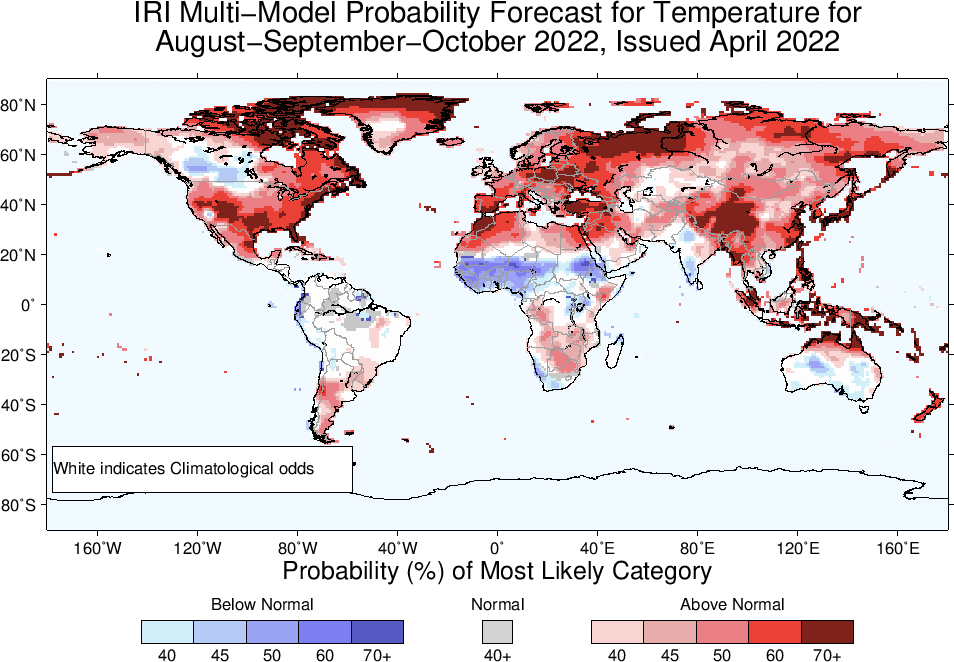 IRI Multi−Model Probability Forecast for Temperature for
August−September−October 2022, Issued April 2022
80˚N
60˚N
40˚N
20˚N
0˚
20˚S
40˚S
60˚S
80˚S
White indicates Climatological odds
160˚W 120˚W 80˚W 40˚W 0˚ 40˚E 80˚E 120˚E 160˚E
Probability (%) of Most Likely Category
Below Normal Normal Above Normal
40 45 50 60 70+ 40+ 40 45 50 60 70+